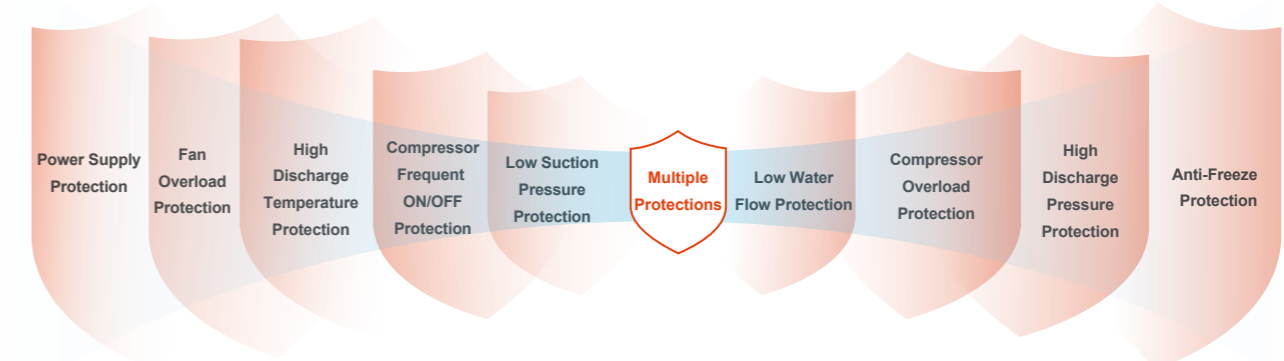 Power Supply
Protection
Fan
Overload
Protection
High
Discharge
Temperature
Protection
Compressor
Frequent
ON/OFF
Protection
Low Suction
Pressure
Protection
Multiple
Protections
Low Water
Flow Protection
Compressor
Overload
Protection
High
Discharge
Pressure
Protection
Anti-Freeze
Protection